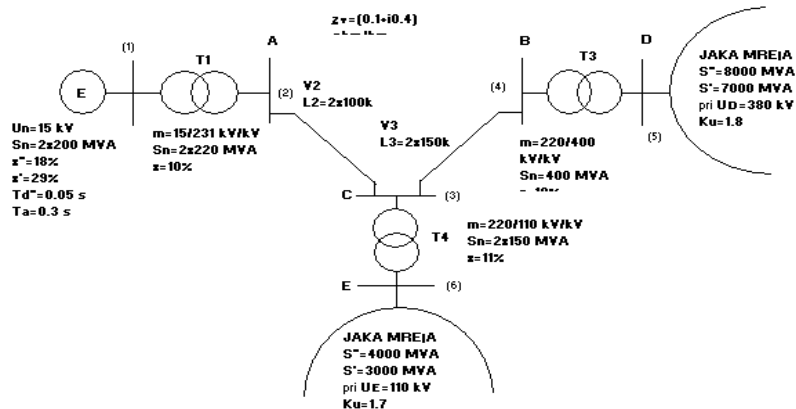 zv=(0.1+i0.4)
(1)
T1
A
B
T3
D
E
(2)
V2
L2=2x100k
(4)
V3
L3=2x150k
(5)
JAKA MREJA
S"=8000 MVA
S'=7000 MVA
pri UD=380 kV
Ku=1.8
Un=15 kV
Sn=2x200 MVA
x"=18%
x'=29%
Td"=0.05 s
Ta=0.3 s
m=15/231 kV/kV
Sn=2x220 MVA
x=10%
m=220/400
kV/kV
Sn=400 MVA
C
(3)
T4
m=220/110 kV/kV
Sn=2x150 MVA
x=11%
E
(6)
JAKA MREJA
S"=4000 MVA
S'=3000 MVA
pri UE=110 kV
Ku=1.7